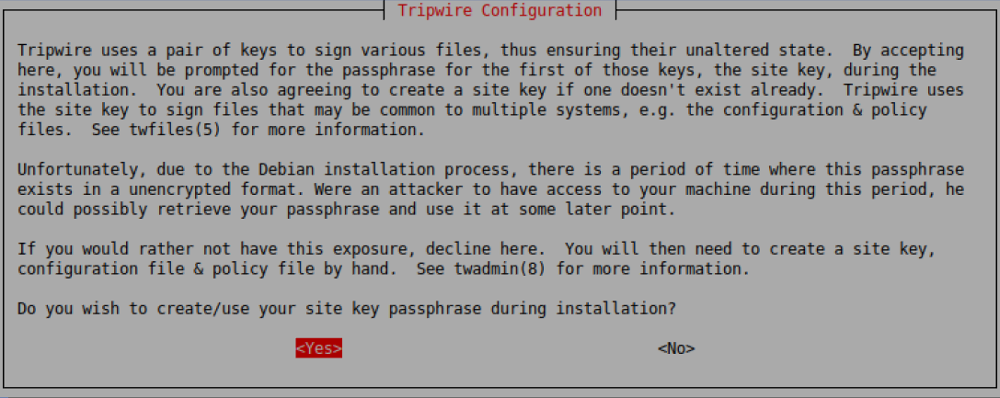 Tripwire Configuration
Tripwire uses a pair of keys to sign various files, thus ensuring their unaltered state.  By accepting
here, you will be prompted for the passphrase for the first of those keys, the site key, during the
installation.  You are also agreeing to create a site key if one doesn't exist already.  Tripwire uses
the site key to sign files that may be common to multiple systems, e.g. the configuration & policy
files.  See twfiles(5) for more information.
Unfortunately, due to the Debian installation process, there is a period of time where this passphrase
exists in a unencrypted format. Were an attacker to have access to your machine during this period, he
could possibly retrieve your passphrase and use it at some later point.
If you would rather not have this exposure, decline here.  You will then need to create a site key,
configuration file & policy file by hand.  See twadmin(8) for more information.
Do you wish to create/use your site key passphrase during installation?
<Yes> <No>